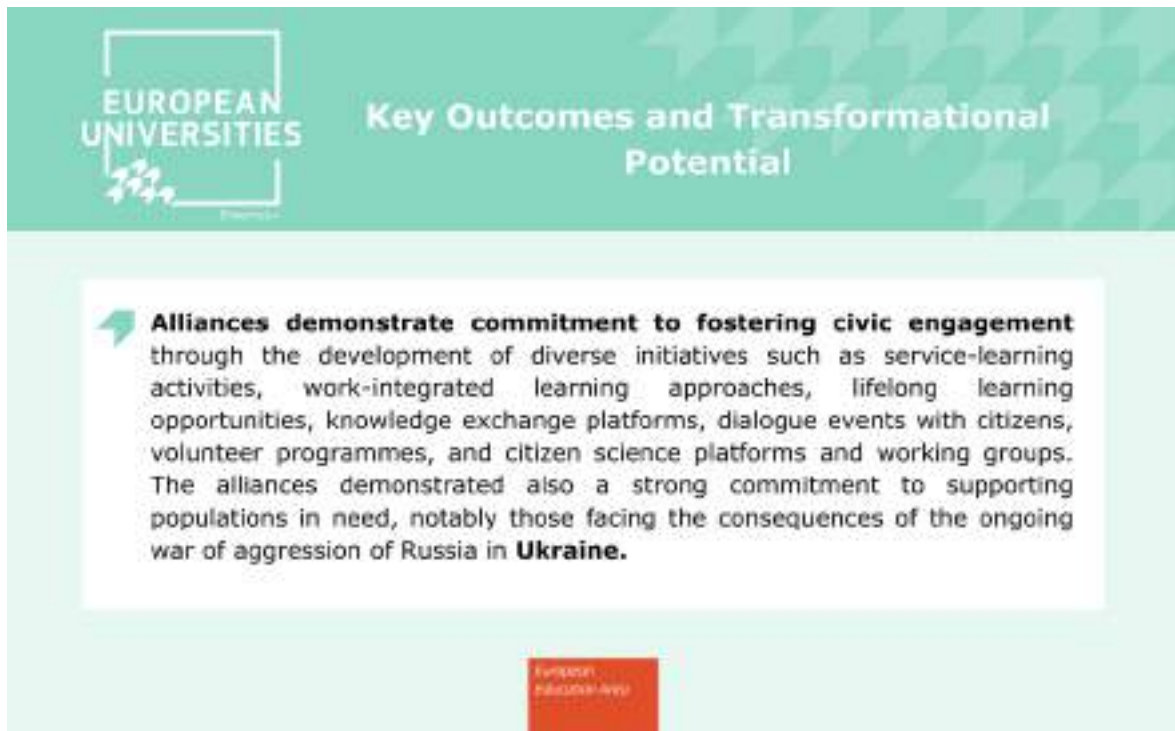 EUROPEAN
UNIVERSITIES
Key Outcomes and Transformational
Potential
Alliances demonstrate commitment to fostering civic engagement
through the development of diverse initiatives such as service-learning
activities, work-integrated learning approaches, lifelong learning
opportunities, knowledge exchange platforms, dialogue events with citizens,
volunteer programmes, and citizen science platforms and working groups.
The alliances demonstrated also a strong commitment to supporting
populations in need, notably those facing the consequences of the ongoing
war of aggression of Russia in Ukraine.
European
Education Area